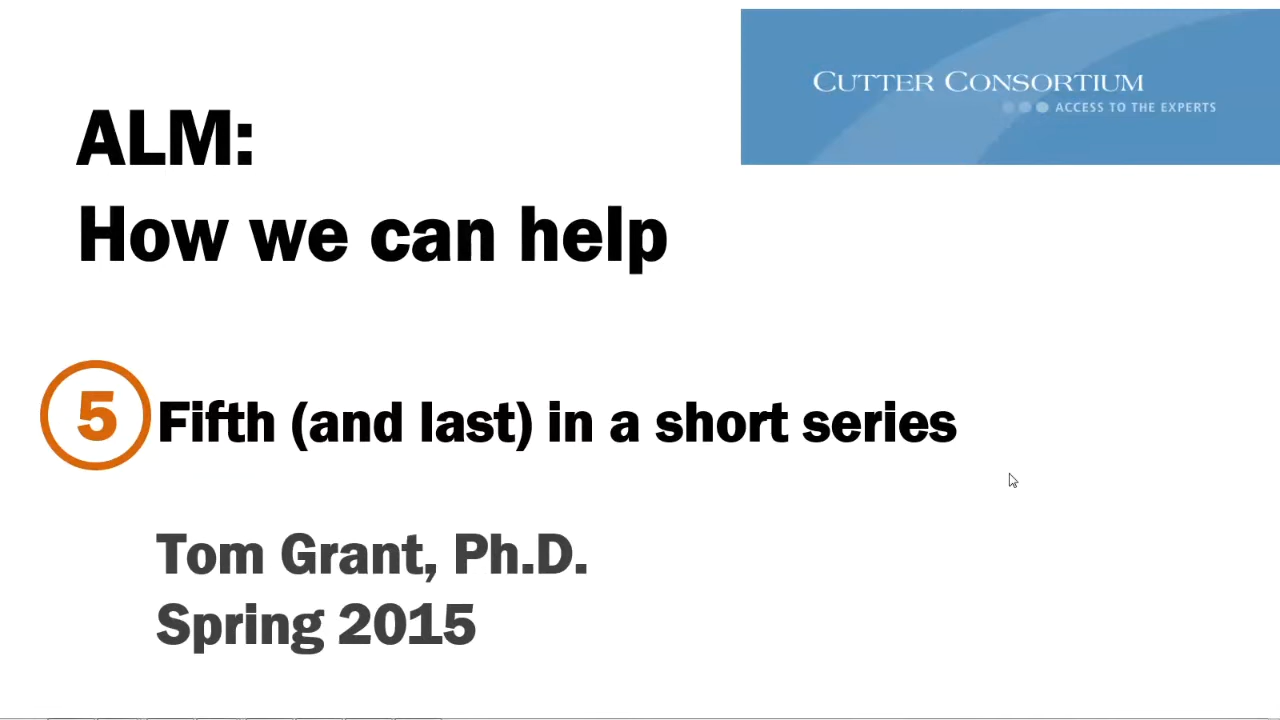 CUTTER CONSORTIUM
ACCESS TO THE EXPERTS
ALM:
How we can help
5 Fifth (and last) in a short series
Tom Grant, Ph.D.
Spring 2015